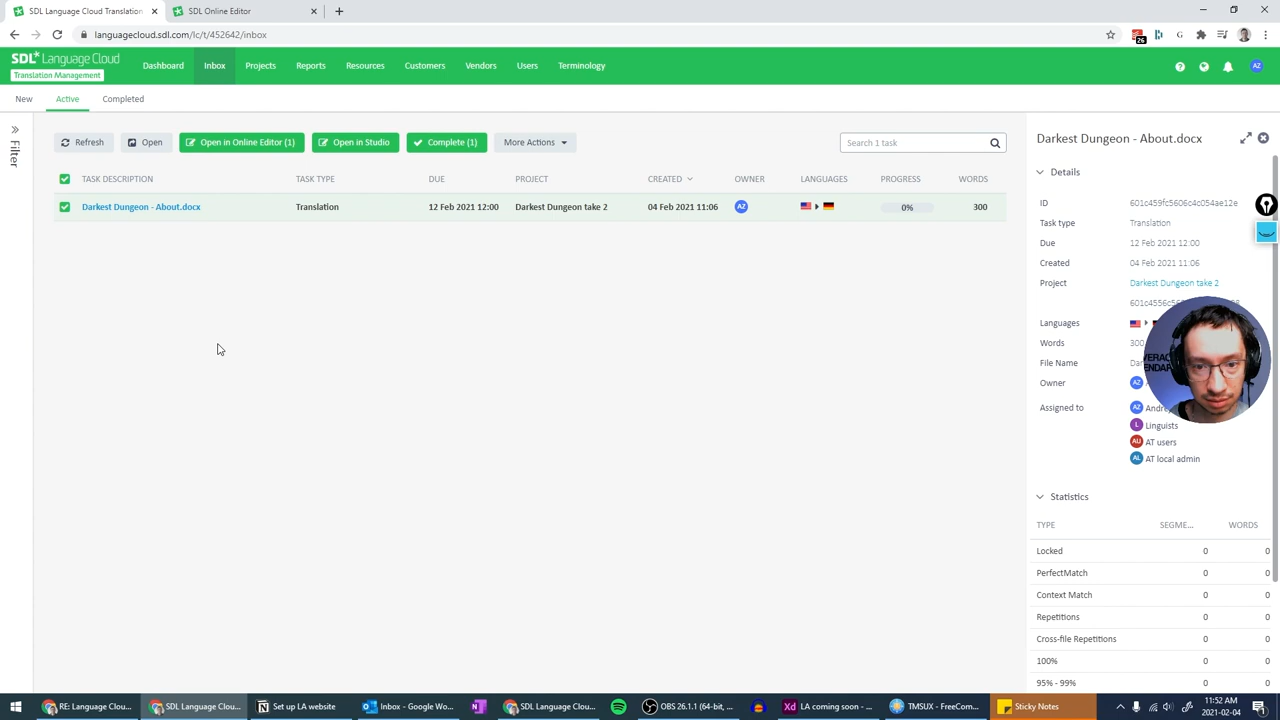 SDL Language Cloud Translation
SDL Online Editor
languagecloud.sdl.com/lc/t/452642/inbox
26
SDL* Language Cloud
Translation Management
Dashboard
Inbox
Projects
Reports
Resources
Customers
Vendors
Users
Terminology
AZ
New
Active
Completed
Filter
Refresh
Open
Open in Online Editor (1)
Open in Studio
Complete (1)
More Actions
Search 1 task
TASK DESCRIPTION TASK TYPE DUE PROJECT CREATED OWNER LANGUAGES PROGRESS WORDS
Darkest Dungeon - About.docx Translation 12 Feb 2021 12:00 Darkest Dungeon take 2 04 Feb 2021 11:06 AZ 0% 300
Darkest Dungeon - About.docx
Details
ID 601c459fc5606c4c054ae12e
Task type Translation
Due 12 Feb 2021 12:00
Created 04 Feb 2021 11:06
Project Darkest Dungeon take 2
Languages
Words 300
File Name
Owner AZ
Assigned to AZ
L Linguists
AU AT users
AL AT local admin
Statistics
TYPE SEGME... WORDS
Locked 0 0
PerfectMatch 0 0
Context Match 0 0
Repetitions 0 0
Cross-file Repetitions 0 0
100% 0 0
95% - 99% 0 0
RE: Language Clou...
SDL Language Clou...
Set up LA website
Inbox - Google Wo...
SDL Language Clou...
OBS 26.1.1 (64-bit, ...
LA coming soon - ...
TMSUX - FreeCom...
Sticky Notes
11:52 AM
2021-02-04